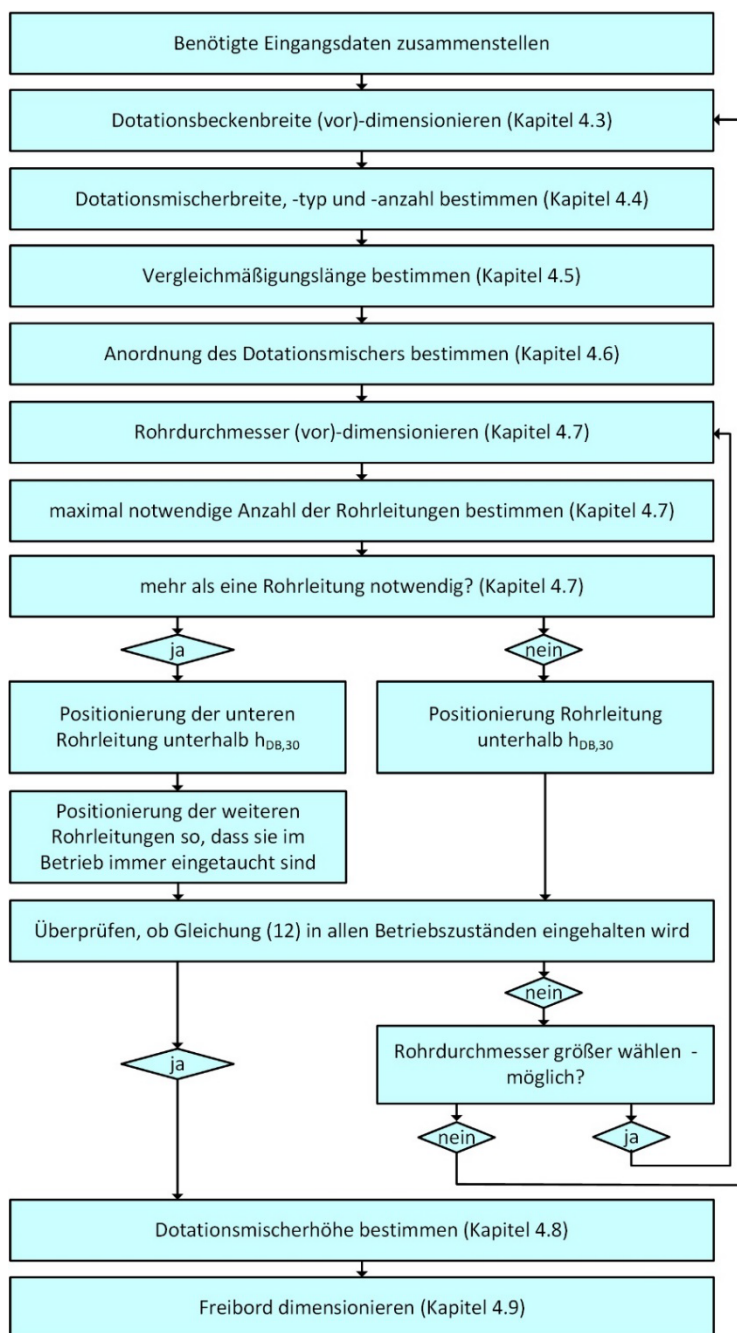 Benötigte Eingangsdaten zusammenstellen
Dotationsbeckenbreite (vor)-dimensionieren (Kapitel 4.3)
Dotationsmischerbreite, -typ und -anzahl bestimmen (Kapitel 4.4)
Vergleichmäßigungslänge bestimmen (Kapitel 4.5)
Anordnung des Dotationsmischers bestimmen (Kapitel 4.6)
Rohrdurchmesser (vor)-dimensionieren (Kapitel 4.7)
maximal notwendige Anzahl der Rohrleitungen bestimmen (Kapitel 4.7)
mehr als eine Rohrleitung notwendig? (Kapitel 4.7)
ja
nein
Positionierung der unteren
Rohrleitung unterhalb hDB,30
Positionierung Rohrleitung
unterhalb hDB,30
Positionierung der weiteren
Rohrleitungen so, dass sie im
Betrieb immer eingetaucht sind
Überprüfen, ob Gleichung (12) in allen Betriebszuständen eingehalten wird
nein
ja
Rohrdurchmesser größer wählen -
möglich?
nein
ja
Dotationsmischerhöhe bestimmen (Kapitel 4.8)
Freibord dimensionieren (Kapitel 4.9)